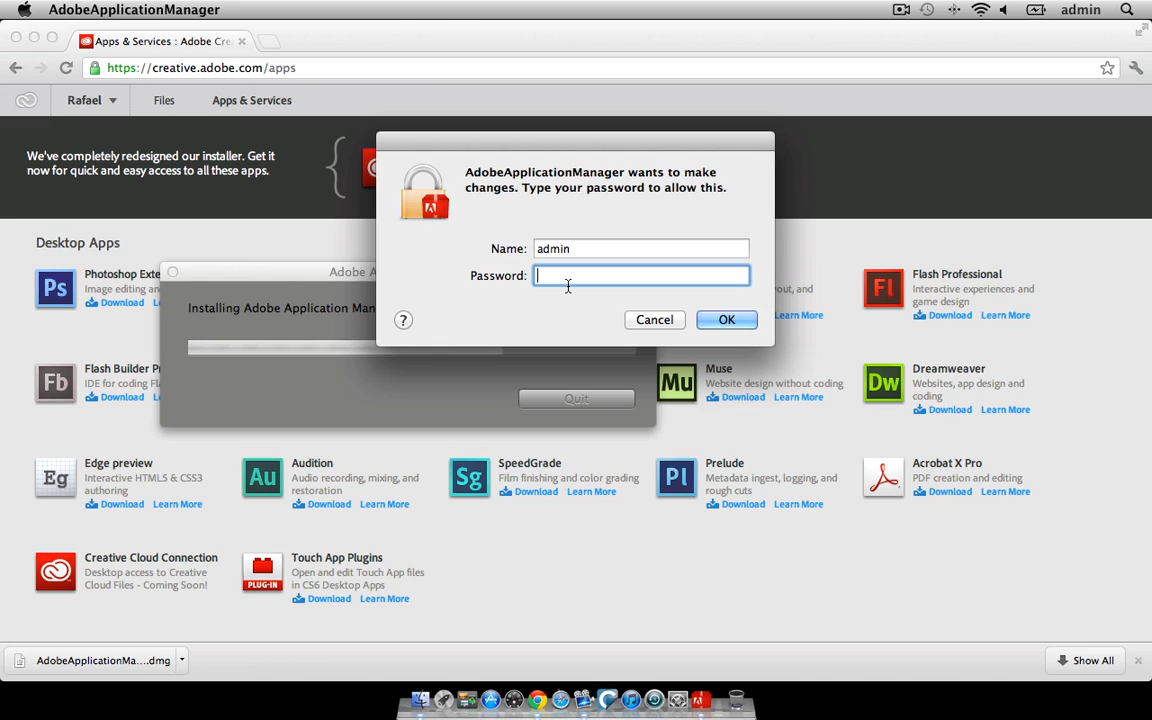 AdobeApplicationManager
admin
Apps & Services : Adobe Cre
https://creative.adobe.com/apps
Rafael
Files
Apps & Services
We've completely redesigned our installer. Get it
now for quick and easy access to all these apps.
AdobeApplicationManager wants to make
changes. Type your password to allow this.
Name:
admin
Password:
?
Cancel
OK
Desktop Apps
Ps
Photoshop Exte
Image editing an
Download
Adobe A
Installing Adobe Application Man
Quit
out, and
Learn More
Fl
Flash Professional
Interactive experiences and
game design
Download Learn More
Fb
Flash Builder Pr
IDE for coding Fla
Download
Mu
Muse
Website design without coding
Download Learn More
Dw
Dreamweaver
Websites, app design and
coding
Download Learn More
Eg
Edge preview
Interactive HTML5 & CSS3
authoring
Download Learn More
Au
Audition
Audio recording, mixing, and
restoration
Download Learn More
Sg
SpeedGrade
Film finishing and color grading
Download Learn More
Pl
Prelude
Metadata ingest, logging, and
rough cuts
Download Learn More
Acrobat X Pro
PDF creation and editing
Download Learn More
Creative Cloud Connection
Desktop access to Creative
Cloud Files - Coming Soon!
PLUG-IN
Touch App Plugins
Open and edit Touch App files
in CS6 Desktop Apps
Download Learn More
AdobeApplicationMa....dmg
Show All